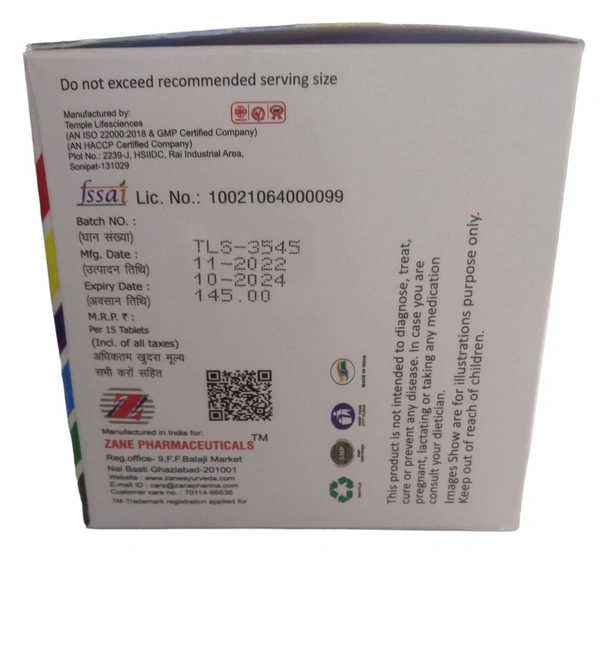 Do not exceed recommended serving size
Manufactured by:
Temple Lifesciences
(AN ISO 22000:2018 & GMP Certified Company)
(AN HACCP Certified Company)
Plot No.: 2239-J, HSIIDC, Rai Industrial Area,
Sonipat-131029
fssai Lic. No.: 10021064000099
Batch NO. :
(घान संख्या)
TLS-3545
Mfg. Date :
11-2022
(उत्पादन तिथि)
10-2024
Expiry Date :
145.00
(अवसान तिथि)
M.R.P. ₹ :
Per 15 Tablets
(Incl. of all taxes)
अधिकतम खुदरा मूल्य
सभी करों सहित
Z
Manufactured in India for:
ZANE PHARMACEUTICALS™
Reg.office- 9,F.F.Balaji Market
Nai Basti Ghaziabad-201001
Website : www.zaneayurveda.com
E-mail ID : care@zanepharma.com
Customer care no. : 70114-96536
TM-Trademark registration applied for
MADE IN INDIA
GMP
This product is not intended to diagnose, treat,
cure or prevent any disease. In case you are
pregnant, lactating or taking any medication
consult your dietician.
Images Show are for illustrations purpose only.
Keep out of reach of children.